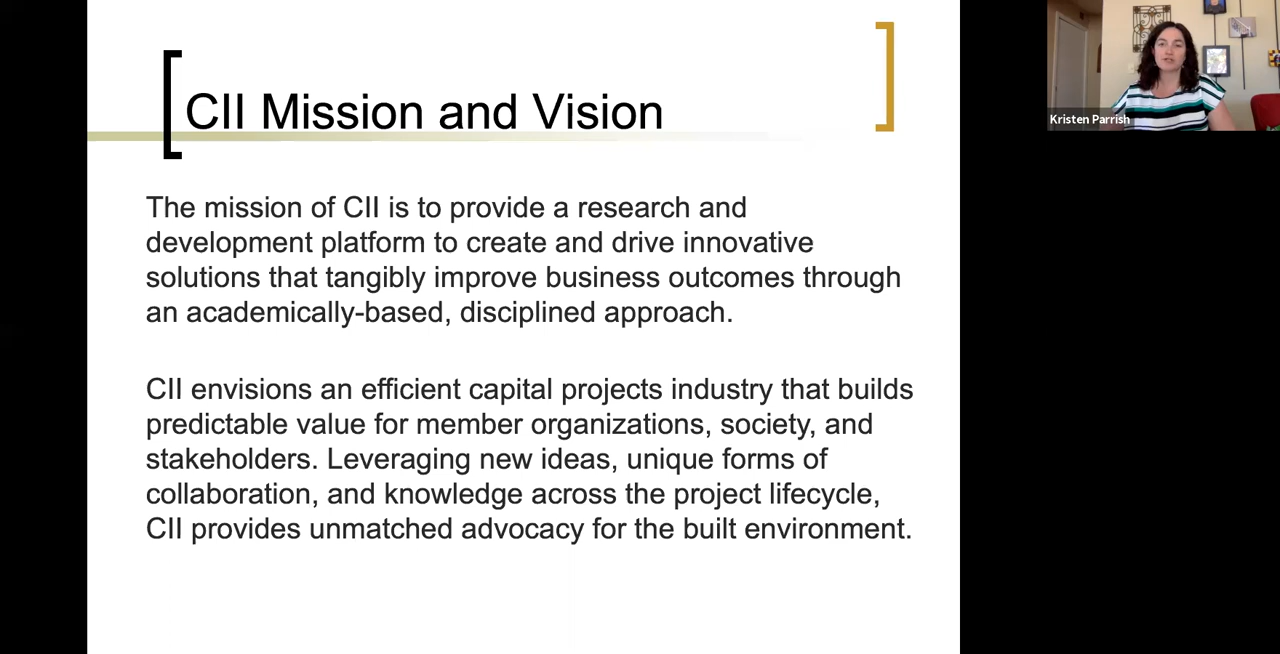 CII Mission and Vision
The mission of CII is to provide a research and
development platform to create and drive innovative
solutions that tangibly improve business outcomes through
an academically-based, disciplined approach.
CII envisions an efficient capital projects industry that builds
predictable value for member organizations, society, and
stakeholders. Leveraging new ideas, unique forms of
collaboration, and knowledge across the project lifecycle,
CII provides unmatched advocacy for the built environment.
Kristen Parrish